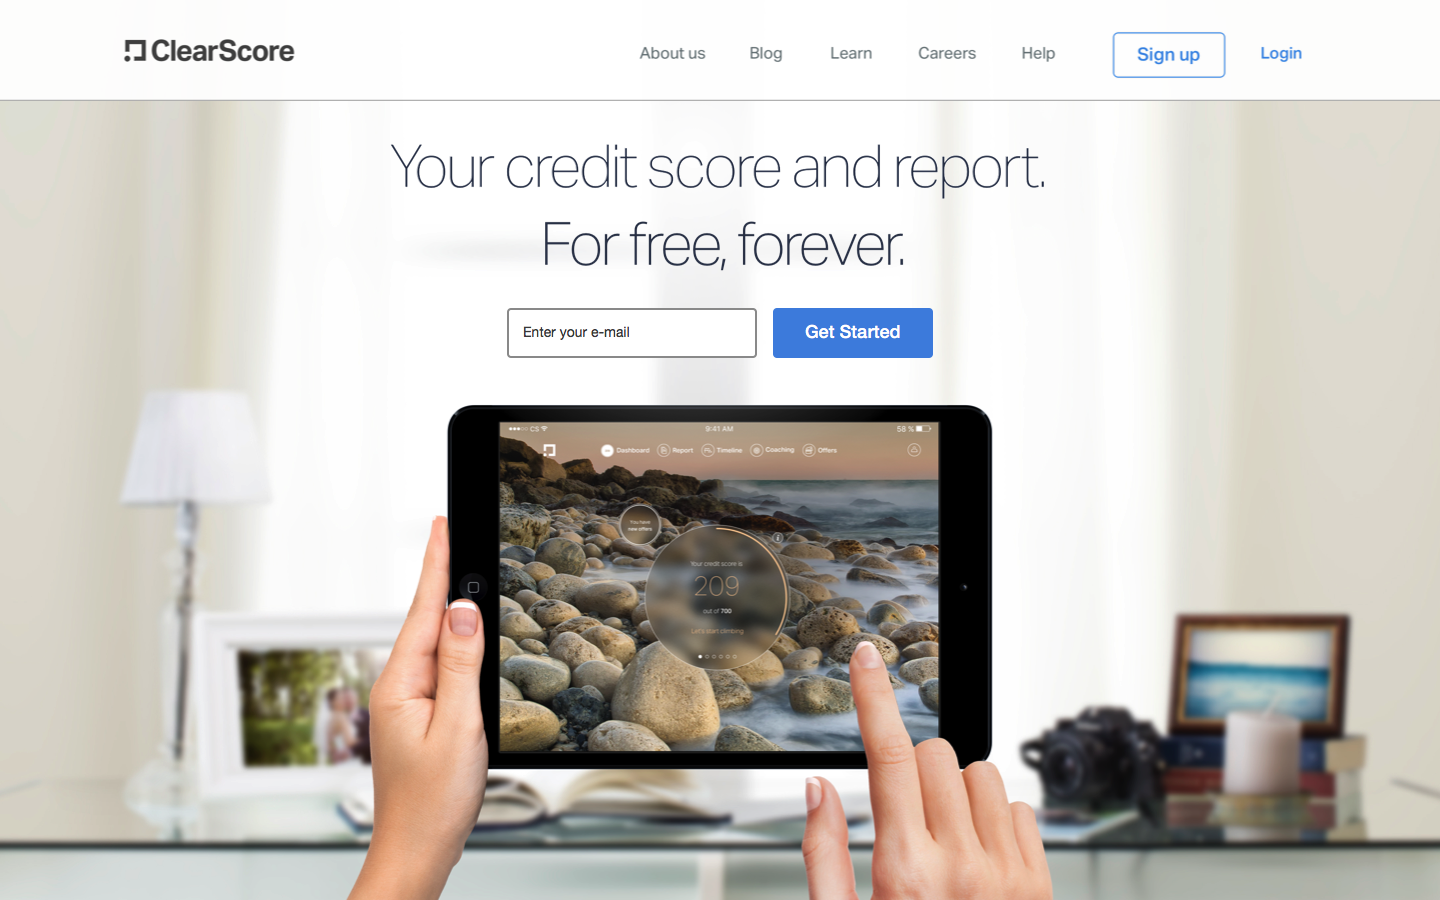 ClearScore
About us Blog Learn Careers Help Sign up Login
Your credit score and report.
For free, forever.
Enter your e-mail Get Started
CS 9:41 AM 58 %
Dashboard Report Timeline Coaching Offers
You have
new offers
i
Your credit score is
209
out of 700
Let's start climbing